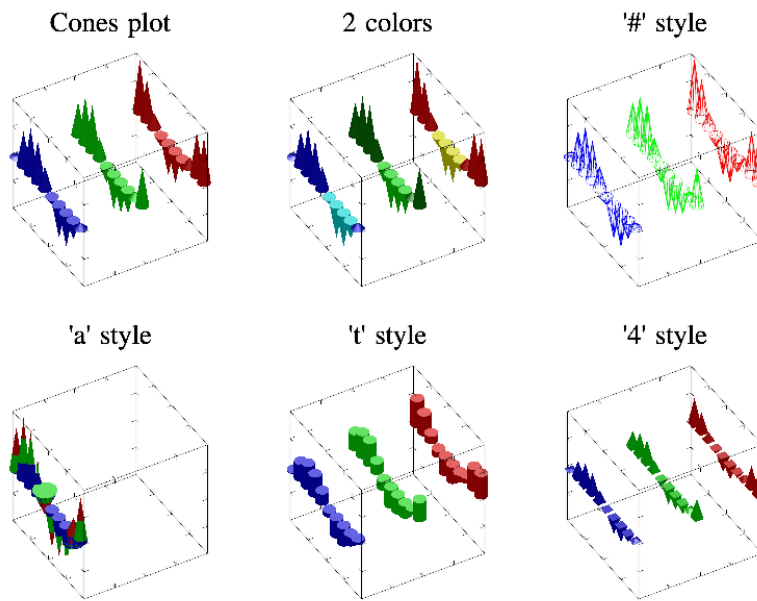 Cones plot
2 colors
'#' style
'a' style
't' style
'4' style